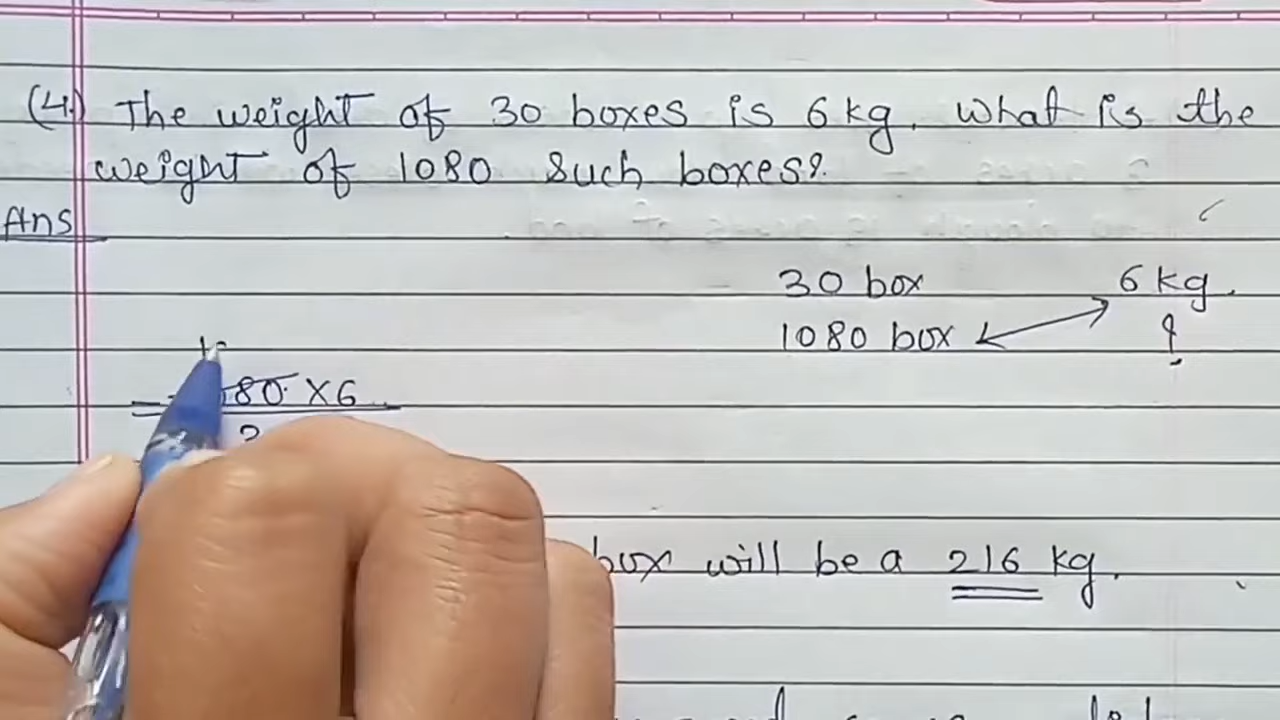 (4.) The weight of 30 boxes is 6 kg. What is the
weight of 1080 such boxes?
Ans
30 box 6 kg.
1080 box ?
80 × 6
box will be a 216 kg.